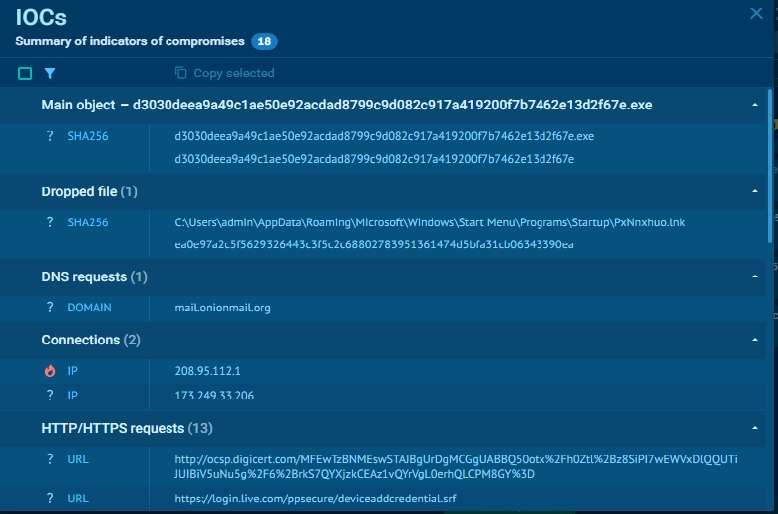 IOCs
Summary of indicators of compromises 18
Copy selected
Main object – d3030deea9a49c1ae50e92acdad8799c9d082c917a419200f7b7462e13d2f67e.exe
? SHA256 d3030deea9a49c1ae50e92acdad8799c9d082c917a419200f7b7462e13d2f67e.exe
d3030deea9a49c1ae50e92acdad8799c9d082c917a419200f7b7462e13d2f67e
Dropped file (1)
? SHA256 C:\Users\admin\AppData\Roaming\Microsoft\Windows\Start Menu\Programs\Startup\PxNnxhuo.lnk
ea0e97a2c5f5629326443c3f5c2c68802783951361474d5bfa31cb06343390ea
DNS requests (1)
? DOMAIN mail.onionmail.org
Connections (2)
IP 208.95.112.1
? IP 173.249.33.206
HTTP/HTTPS requests (13)
? URL http://ocsp.digicert.com/MFEwTzBNMEswSTAJBgUrDgMCGgUABBQ50otx%2Fh0Ztl%2Bz8SiPI7wEWVxDlQQUTi
JUIBiV5uNu5g%2F6%2BrkS7QYXjzkCEAz1vQYrVgL0erhQLCPM8GY%3D
? URL https://login.live.com/ppsecure/deviceaddcredential.srf